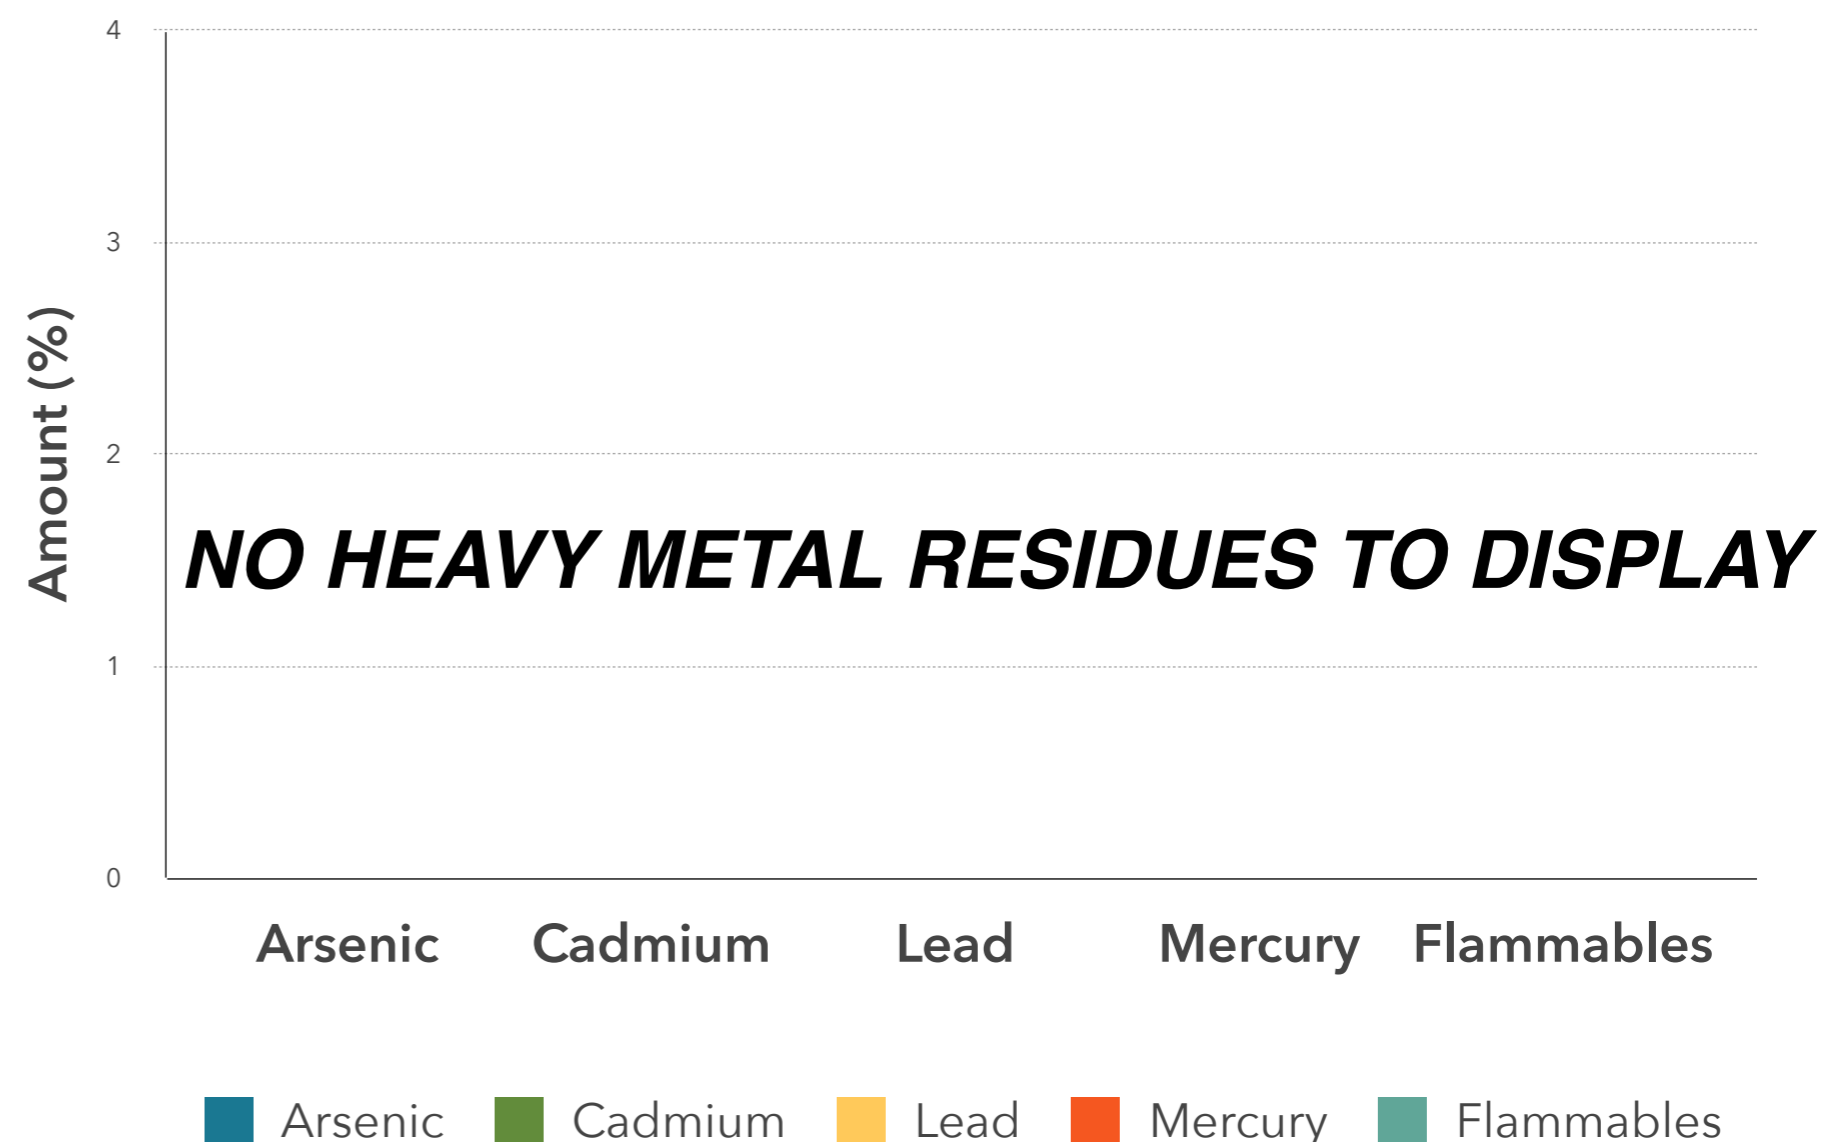 4
3
Amount (%)
2
NO HEAVY METAL RESIDUES TO DISPLAY
1
0
Arsenic Cadmium Lead Mercury Flammables
Arsenic Cadmium Lead Mercury Flammables